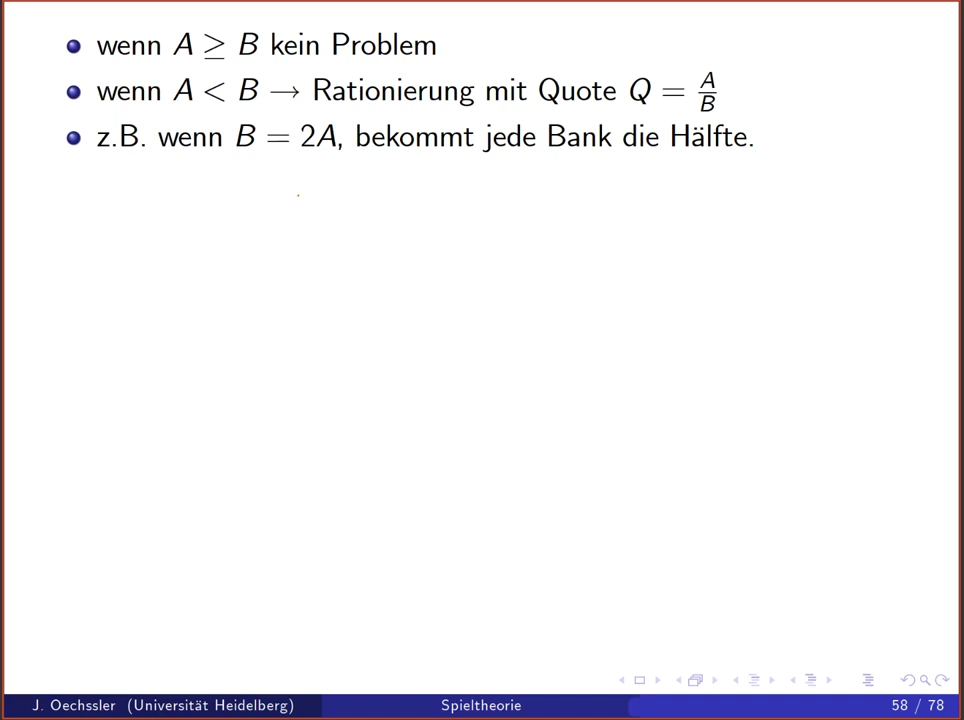 wenn A ≥ B kein Problem
wenn A < B → Rationierung mit Quote Q = A/B
z.B. wenn B = 2A, bekommt jede Bank die Hälfte.
J. Oechssler (Universität Heidelberg) Spieltheorie 58 / 78